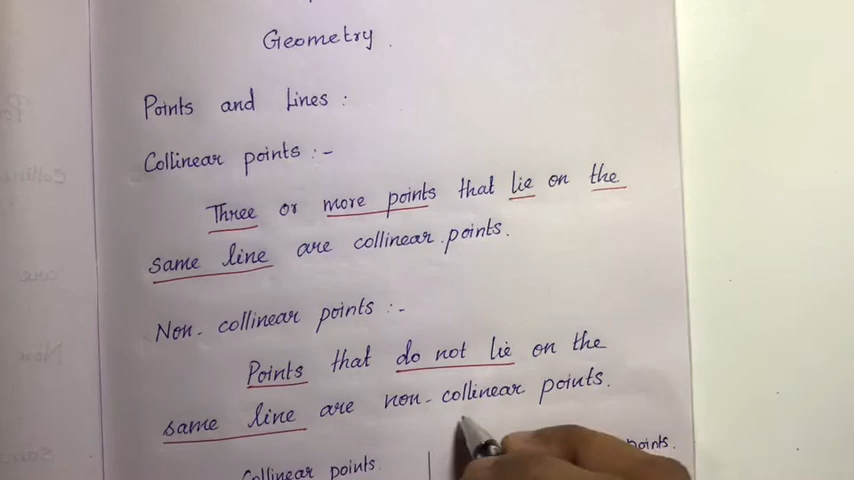 Geometry.
Points and Lines :
Collinear points :-
Three or more points that lie on the
same line are collinear points.
Non-collinear points :-
Points that do not lie on the
same line are non-collinear points.
Collinear points. points.